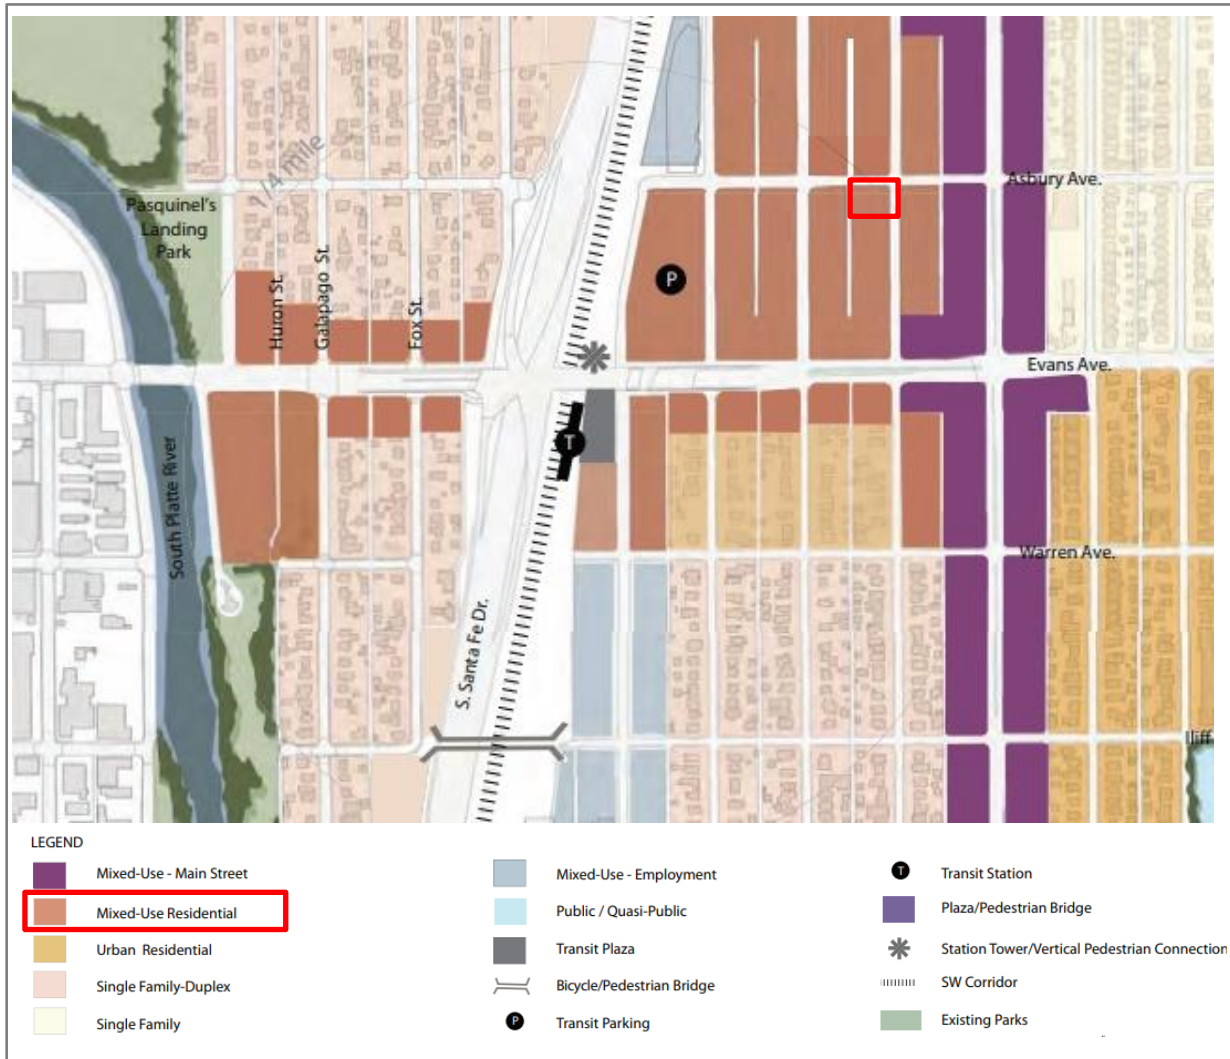 1/4 mile
Asbury Ave.
Pasquinel's
Landing
Park
P
Huron St.
Galapago St.
Fox St.
Evans Ave.
T
South Platte River
Warren Ave.
S. Santa Fe Dr.
Iliff
LEGEND
Mixed-Use - Main Street
Mixed-Use Residential
Urban Residential
Single Family-Duplex
Single Family
Mixed-Use - Employment
Public / Quasi-Public
Transit Plaza
Bicycle/Pedestrian Bridge
P Transit Parking
T Transit Station
Plaza/Pedestrian Bridge
Station Tower/Vertical Pedestrian Connection
SW Corridor
Existing Parks